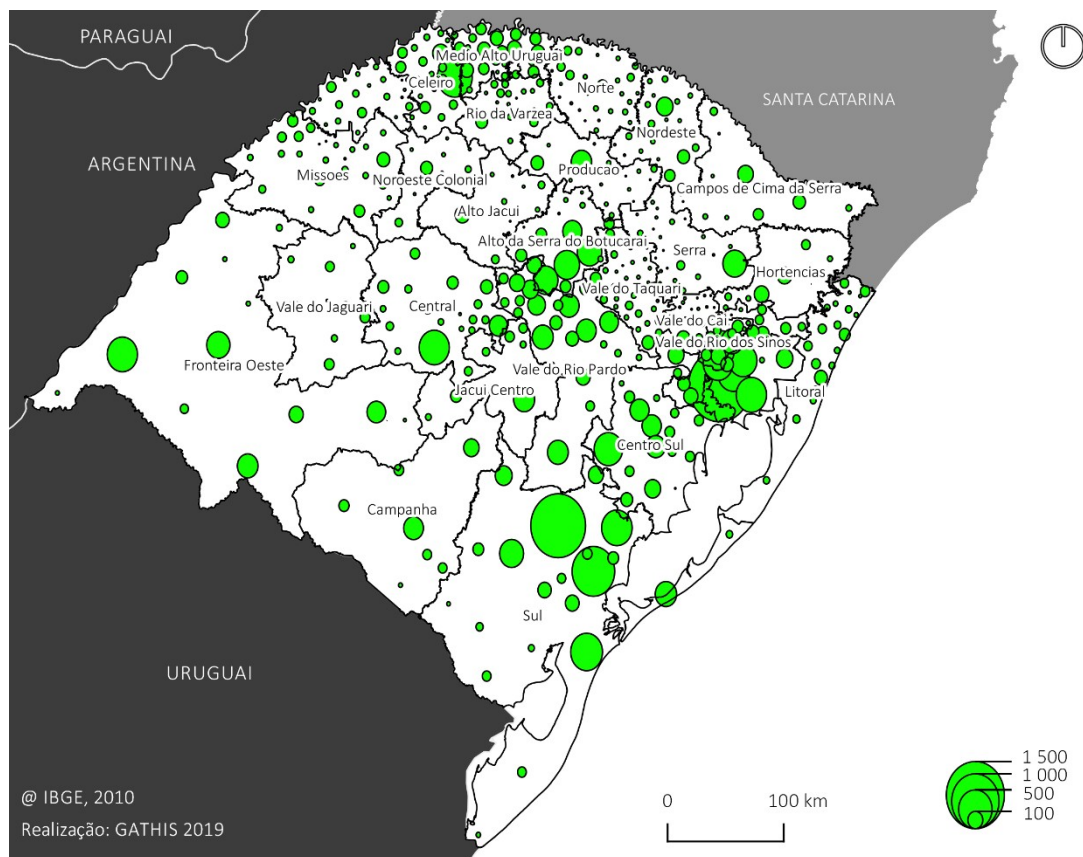 PARAGUAI
Medio Alto Uruguai
Celeiro
Norte
SANTA CATARINA
Rio da Varzea
Nordeste
ARGENTINA
Missoes
Noroeste Colonial
Producao
Campos de Cima da Serra
Alto Jacui
Alto da Serra do Botucarai
Serra
Hortencias
Vale do Taquari
Vale do Jaguari
Central
Vale do Cai
Vale do Rio dos Sinos
Fronteira Oeste
Vale do Rio Pardo
Jacui Centro
Litoral
Centro Sul
Campanha
Sul
URUGUAI
1 500
1 000
500
100
@ IBGE, 2010
0 100 km
Realização: GATHIS 2019